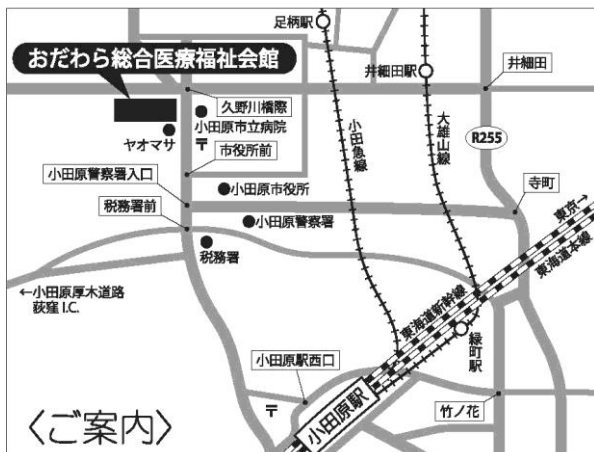 足柄駅
おだわら総合医療福祉会館
井細田駅
井細田
久野川橋際
小田原市立病院
〒
ヤオマサ
小田急線
大雄山線
R255
市役所前
小田原警察署入口
小田原市役所
寺町
税務署前
小田原警察署
東京→
税務署
東海道新幹線
東海道本線
←小田原厚木道路
荻窪 I.C.
緑町駅
小田原駅西口
小田原駅
〒
竹ノ花
〈ご案内〉